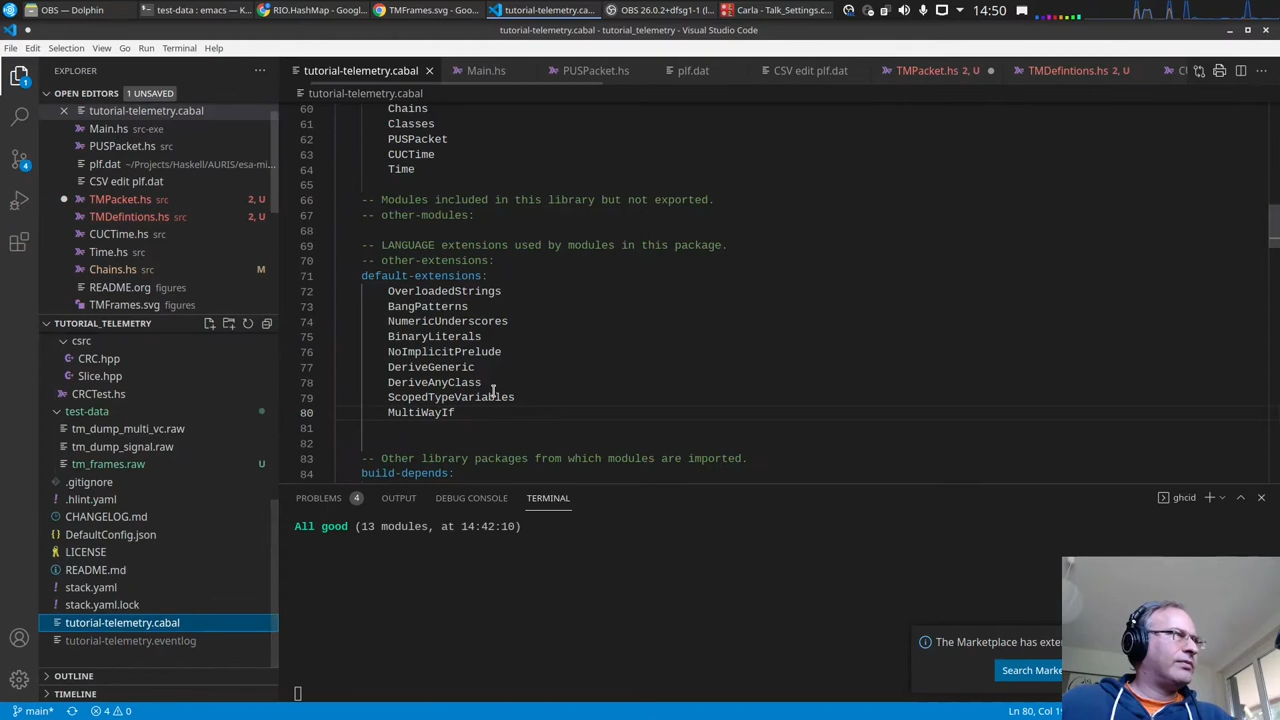 OBS — Dolphin
test-data : emacs — K
RIO.HashMap - Googl...
TMFrames.svg - Goo...
tutorial-telemetry.ca...
OBS 26.0.2+dfsg1-1 (l...
Carla - Talk_Settings.c...
14:50
tutorial-telemetry.cabal - tutorial_telemetry - Visual Studio Code
File Edit Selection View Go Run Terminal Help
EXPLORER
OPEN EDITORS 1 UNSAVED
tutorial-telemetry.cabal
Main.hs src-exe
PUSPacket.hs src
plf.dat ~/Projects/Haskell/AURIS/esa-mi...
CSV edit plf.dat
TMPacket.hs src 2, U
TMDefintions.hs src 2, U
CUCTime.hs src
Time.hs src
Chains.hs src M
README.org figures
TMFrames.svg figures
TUTORIAL_TELEMETRY
csrc
CRC.hpp
Slice.hpp
CRCTest.hs
test-data
tm_dump_multi_vc.raw
tm_dump_signal.raw
tm_frames.raw U
.gitignore
.hlint.yaml
CHANGELOG.md
DefaultConfig.json
LICENSE
README.md
stack.yaml
stack.yaml.lock
tutorial-telemetry.cabal
tutorial-telemetry.eventlog
OUTLINE
TIMELINE
tutorial-telemetry.cabal Main.hs PUSPacket.hs plf.dat CSV edit plf.dat TMPacket.hs 2, U TMDefintions.hs 2, U
tutorial-telemetry.cabal
60 Chains
61 Classes
62 PUSPacket
63 CUCTime
64 Time
65
66 -- Modules included in this library but not exported.
67 -- other-modules:
68
69 -- LANGUAGE extensions used by modules in this package.
70 -- other-extensions:
71 default-extensions:
72 OverloadedStrings
73 BangPatterns
74 NumericUnderscores
75 BinaryLiterals
76 NoImplicitPrelude
77 DeriveGeneric
78 DeriveAnyClass
79 ScopedTypeVariables
80 MultiWayIf
81
82
83 -- Other library packages from which modules are imported.
84 build-depends:
PROBLEMS 4 OUTPUT DEBUG CONSOLE TERMINAL
ghcid
All good (13 modules, at 14:42:10)
The Marketplace has exte
Search Marke
main* 4 0
Ln 80, Col 1
1
4